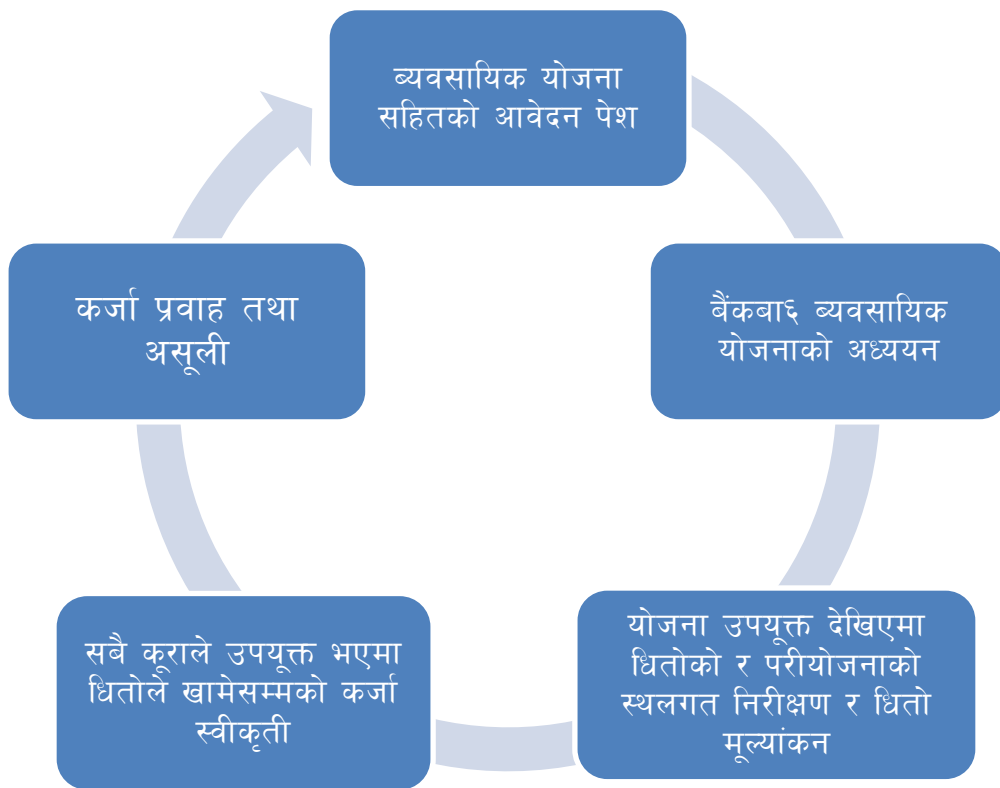 ब्यवसायिक योजना
सहितको आवेदन पेश
बैंकबा६ ब्यवसायिक
योजनाको अध्ययन
योजना उपयूक्त देखिएमा
धितोको र परीयोजनाको
स्थलगत निरीक्षण र धितो
मूल्यांकन
सबै कूराले उपयूक्त भएमा
धितोले खामेसम्मको कर्जा
स्वीकृती
कर्जा प्रवाह तथा
असूली